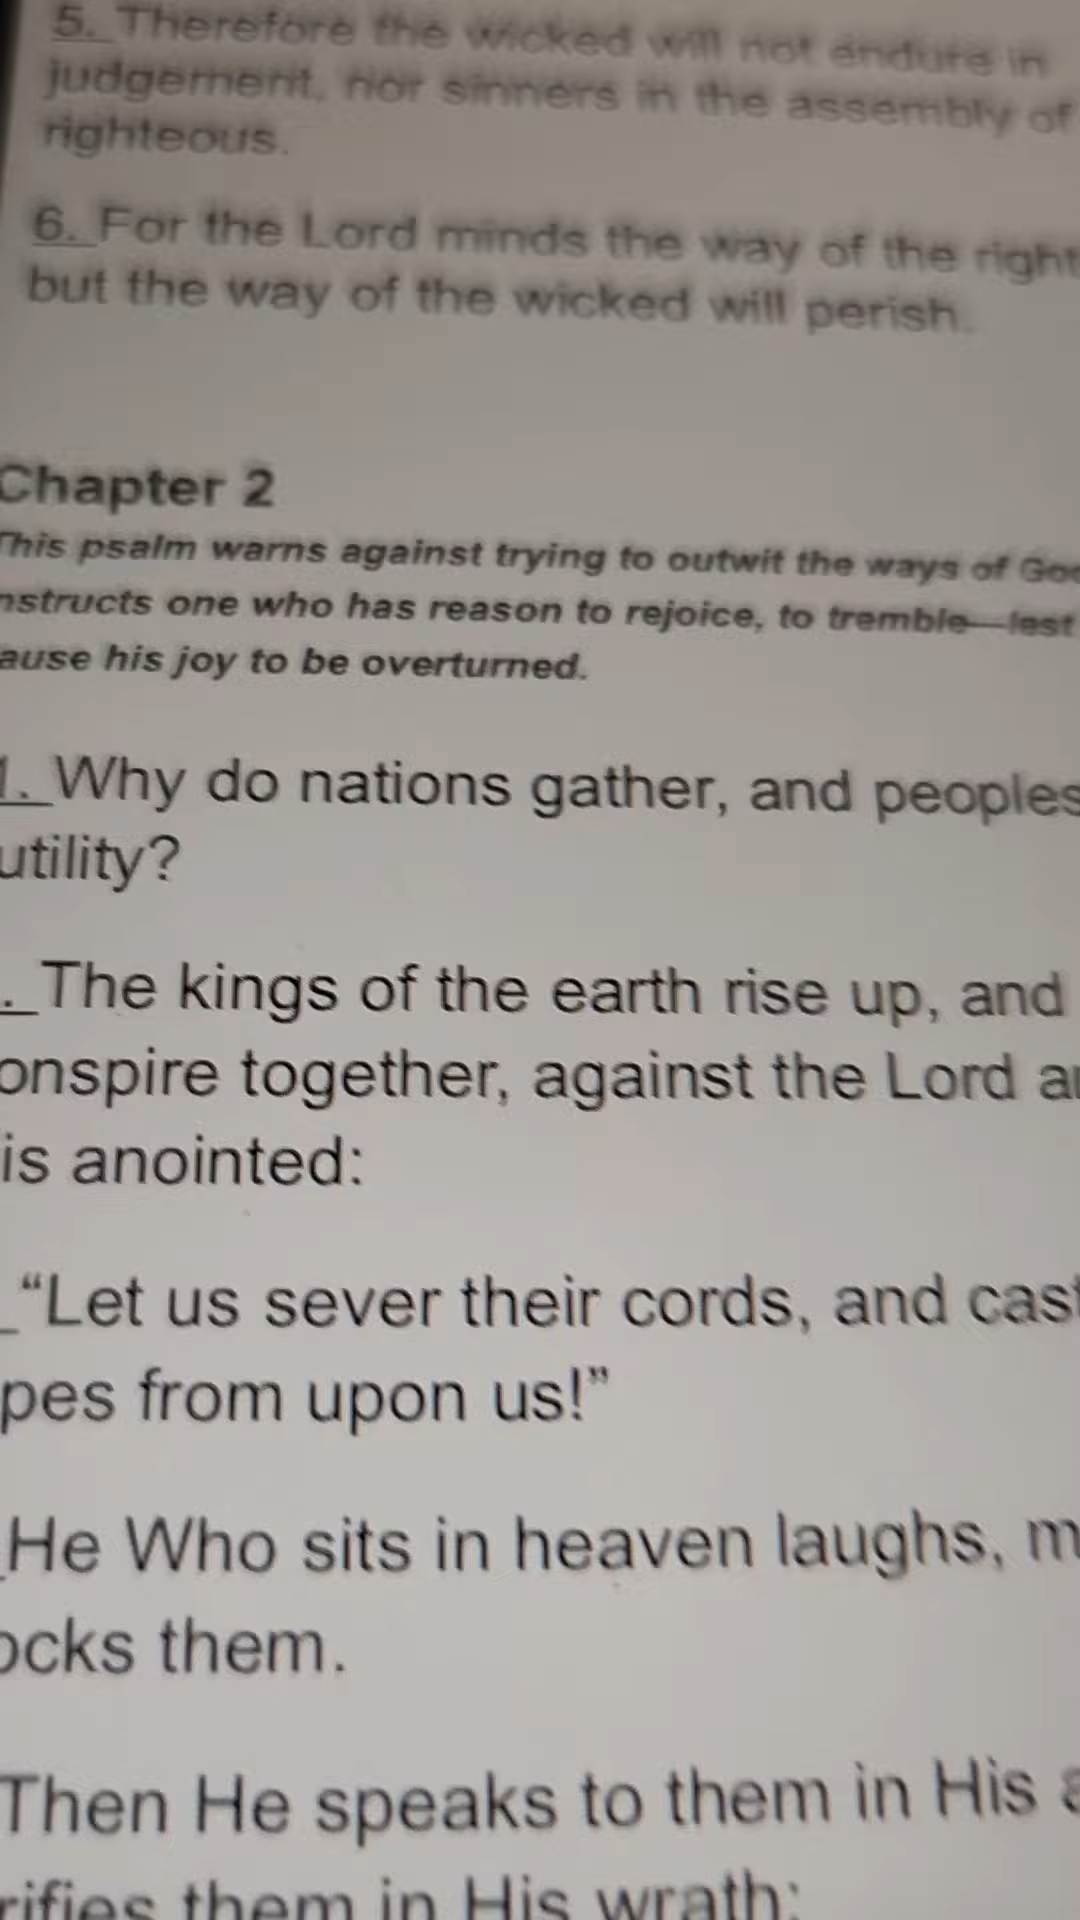 5. Therefore the wicked will not endure in
judgement, nor sinners in the assembly of
righteous.
6. For the Lord minds the way of the right
but the way of the wicked will perish.
Chapter 2
This psalm warns against trying to outwit the ways of God
nstructs one who has reason to rejoice, to tremble—lest
ause his joy to be overturned.
1. Why do nations gather, and peoples
utility?
. The kings of the earth rise up, and
onspire together, against the Lord a
is anointed:
“Let us sever their cords, and cast
pes from upon us!”
He Who sits in heaven laughs, m
ocks them.
Then He speaks to them in His a
rifies them in His wrath: